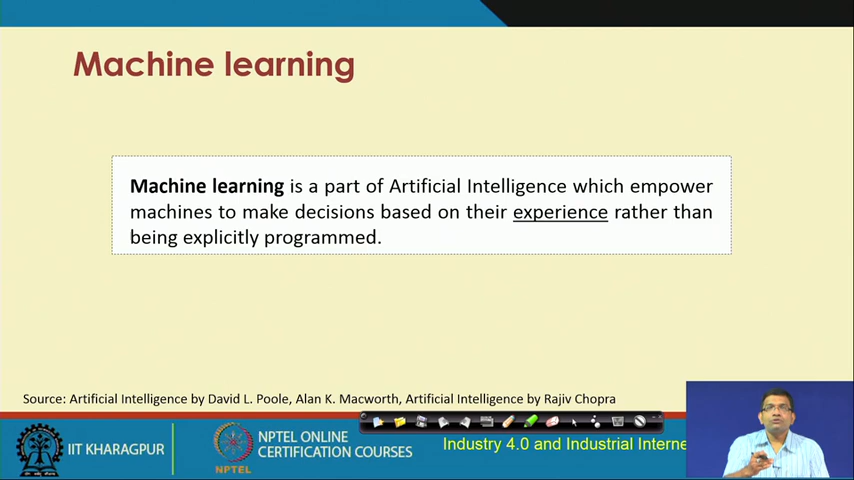 Machine learning
Machine learning is a part of Artificial Intelligence which empower
machines to make decisions based on their experience rather than
being explicitly programmed.
Source: Artificial Intelligence by David L. Poole, Alan K. Macworth, Artificial Intelligence by Rajiv Chopra
IIT KHARAGPUR
NPTEL
NPTEL ONLINE
CERTIFICATION COURSES
Industry 4.0 and Industrial Interne